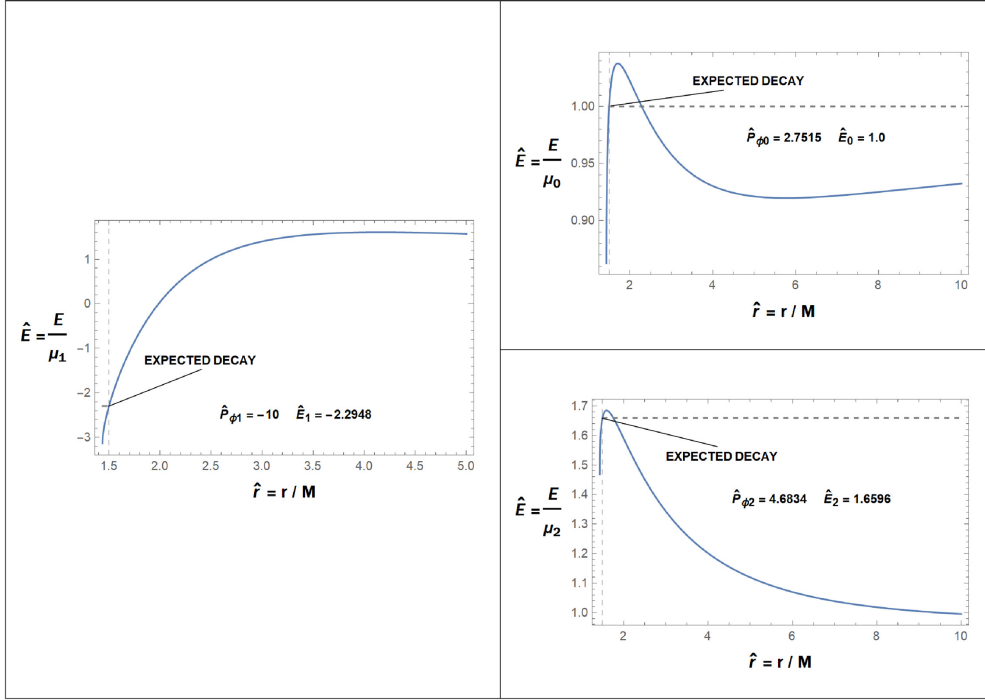 1
0
−1
−2
−3
Ê = E / μ1
EXPECTED DECAY
P̂ϕ1 = −10 Ê1 = −2.2948
1.5 2.0 2.5 3.0 3.5 4.0 4.5 5.0
r̂ = r / M
1.00
0.95
0.90
Ê = E / μ0
EXPECTED DECAY
P̂ϕ0 = 2.7515 Ê0 = 1.0
2 4 6 8 10
r̂ = r / M
1.7
1.6
1.5
1.4
1.3
1.2
1.1
1.0
Ê = E / μ2
EXPECTED DECAY
P̂ϕ2 = 4.6834 Ê2 = 1.6596
2 4 6 8 10
r̂ = r / M